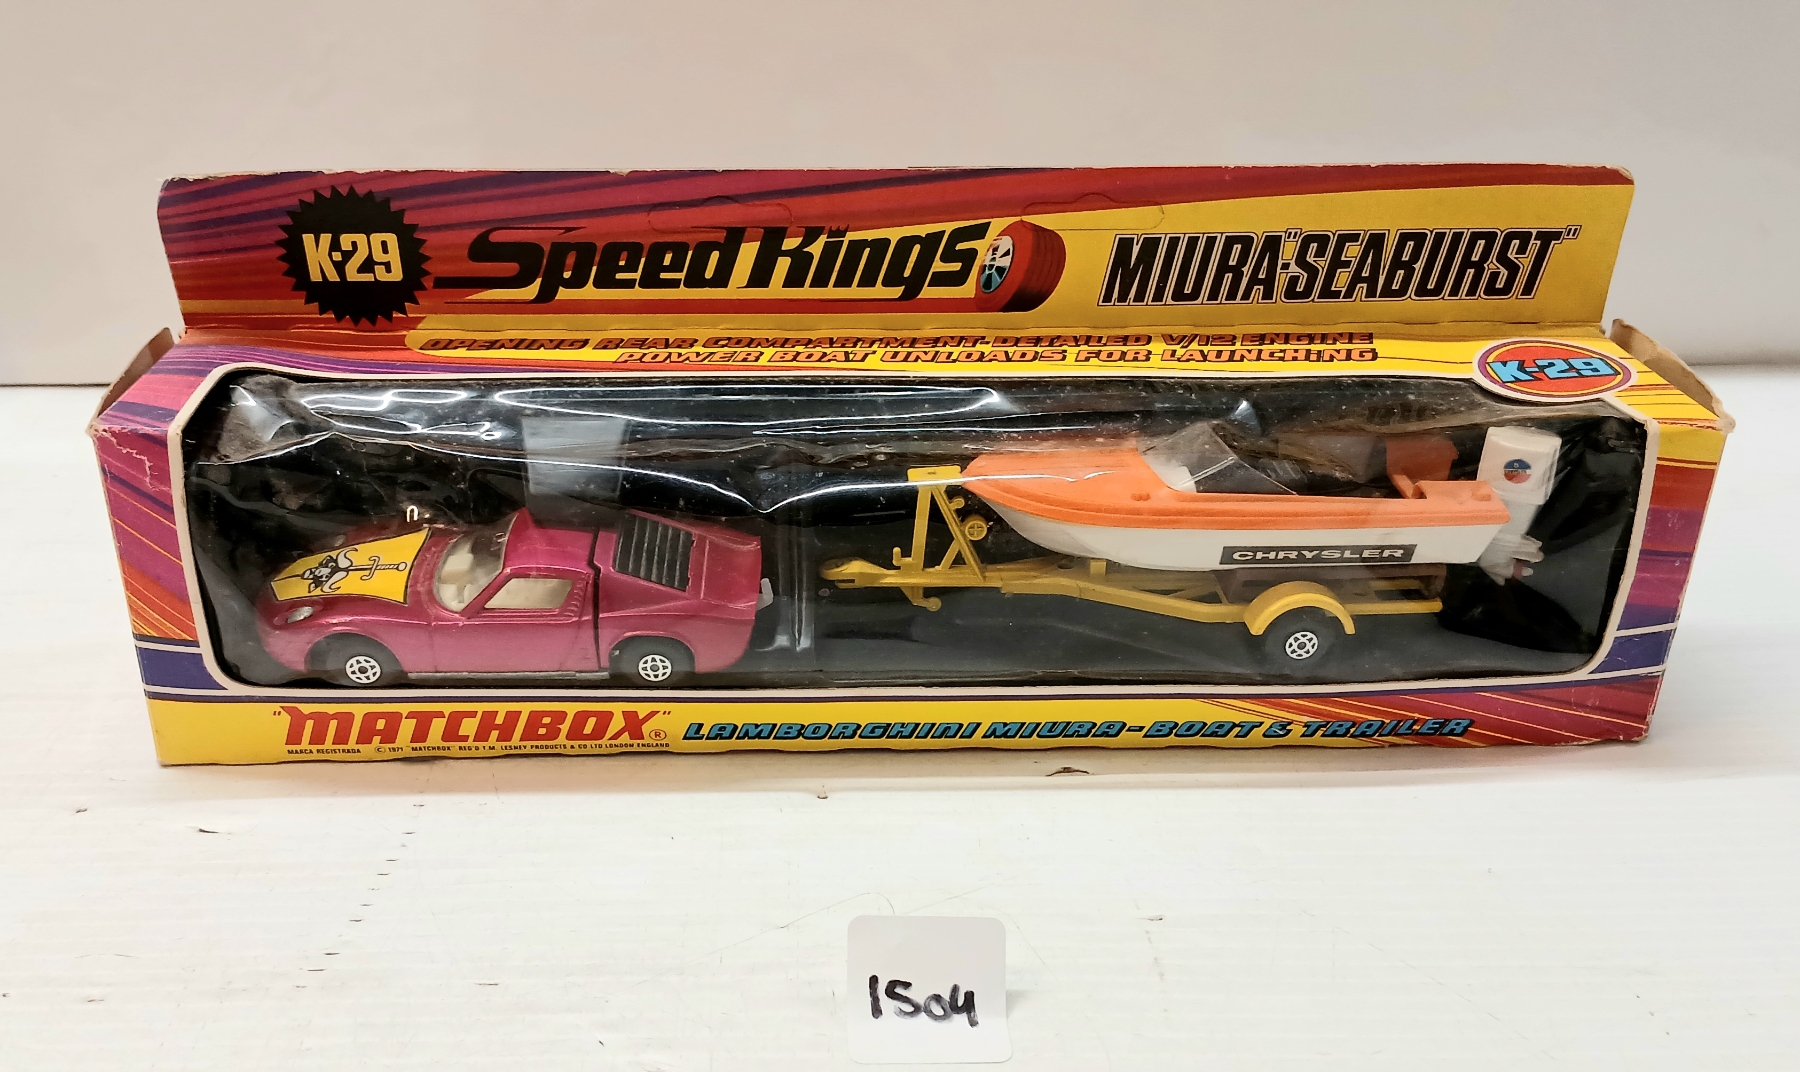 K-29 Speed Kings MIURA-"SEABURST"
OPENING REAR COMPARTMENT-DETAILED V/12 ENGINE
POWER BOAT UNLOADS FOR LAUNCHING
K-29
CHRYSLER
"MATCHBOX"® LAMBORGHINI MIURA-BOAT & TRAILER
MARCA REGISTRADA © 1971 "MATCHBOX" REG'D T.M. LESNEY PRODUCTS & CO LTD LONDON ENGLAND
1504